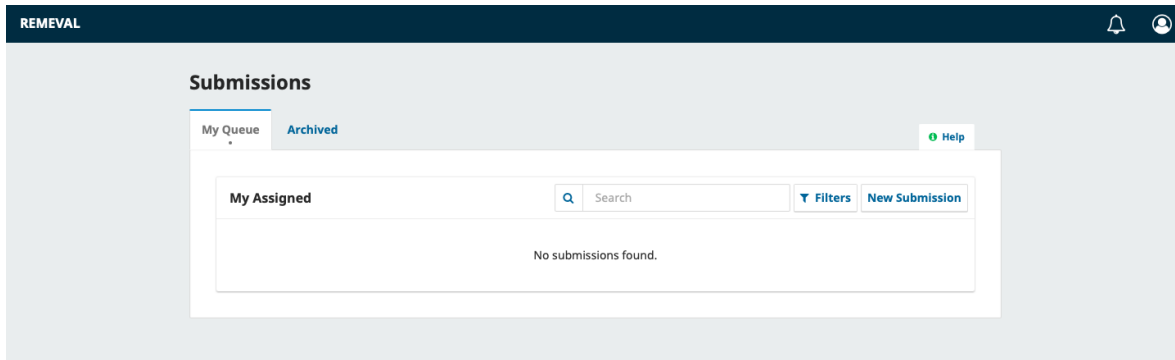 REMEVAL
Submissions
My Queue Archived
Help
My Assigned Search Filters New Submission
No submissions found.